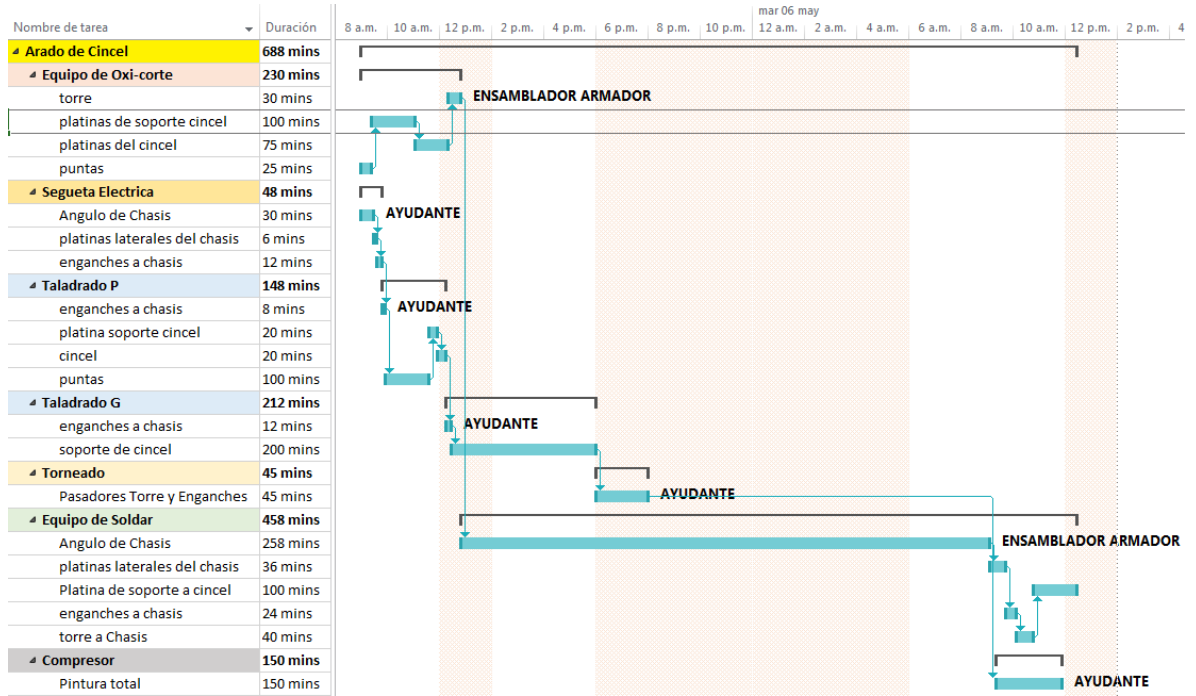 mar 06 may
Nombre de tarea Duración 8 a.m. 10 a.m. 12 p.m. 2 p.m. 4 p.m. 6 p.m. 8 p.m. 10 p.m. 12 a.m. 2 a.m. 4 a.m. 6 a.m. 8 a.m. 10 a.m. 12 p.m. 2 p.m. 4
Arado de Cincel 688 mins
Equipo de Oxi-corte 230 mins
torre 30 mins ENSAMBLADOR ARMADOR
platinas de soporte cincel 100 mins
platinas del cincel 75 mins
puntas 25 mins
Segueta Electrica 48 mins
Angulo de Chasis 30 mins AYUDANTE
platinas laterales del chasis 6 mins
enganches a chasis 12 mins
Taladrado P 148 mins
enganches a chasis 8 mins AYUDANTE
platina soporte cincel 20 mins
cincel 20 mins
puntas 100 mins
Taladrado G 212 mins
enganches a chasis 12 mins AYUDANTE
soporte de cincel 200 mins
Torneado 45 mins
Pasadores Torre y Enganches 45 mins AYUDANTE
Equipo de Soldar 458 mins
Angulo de Chasis 258 mins ENSAMBLADOR ARMADOR
platinas laterales del chasis 36 mins
Platina de soporte a cincel 100 mins
enganches a chasis 24 mins
torre a Chasis 40 mins
Compresor 150 mins
Pintura total 150 mins AYUDANTE